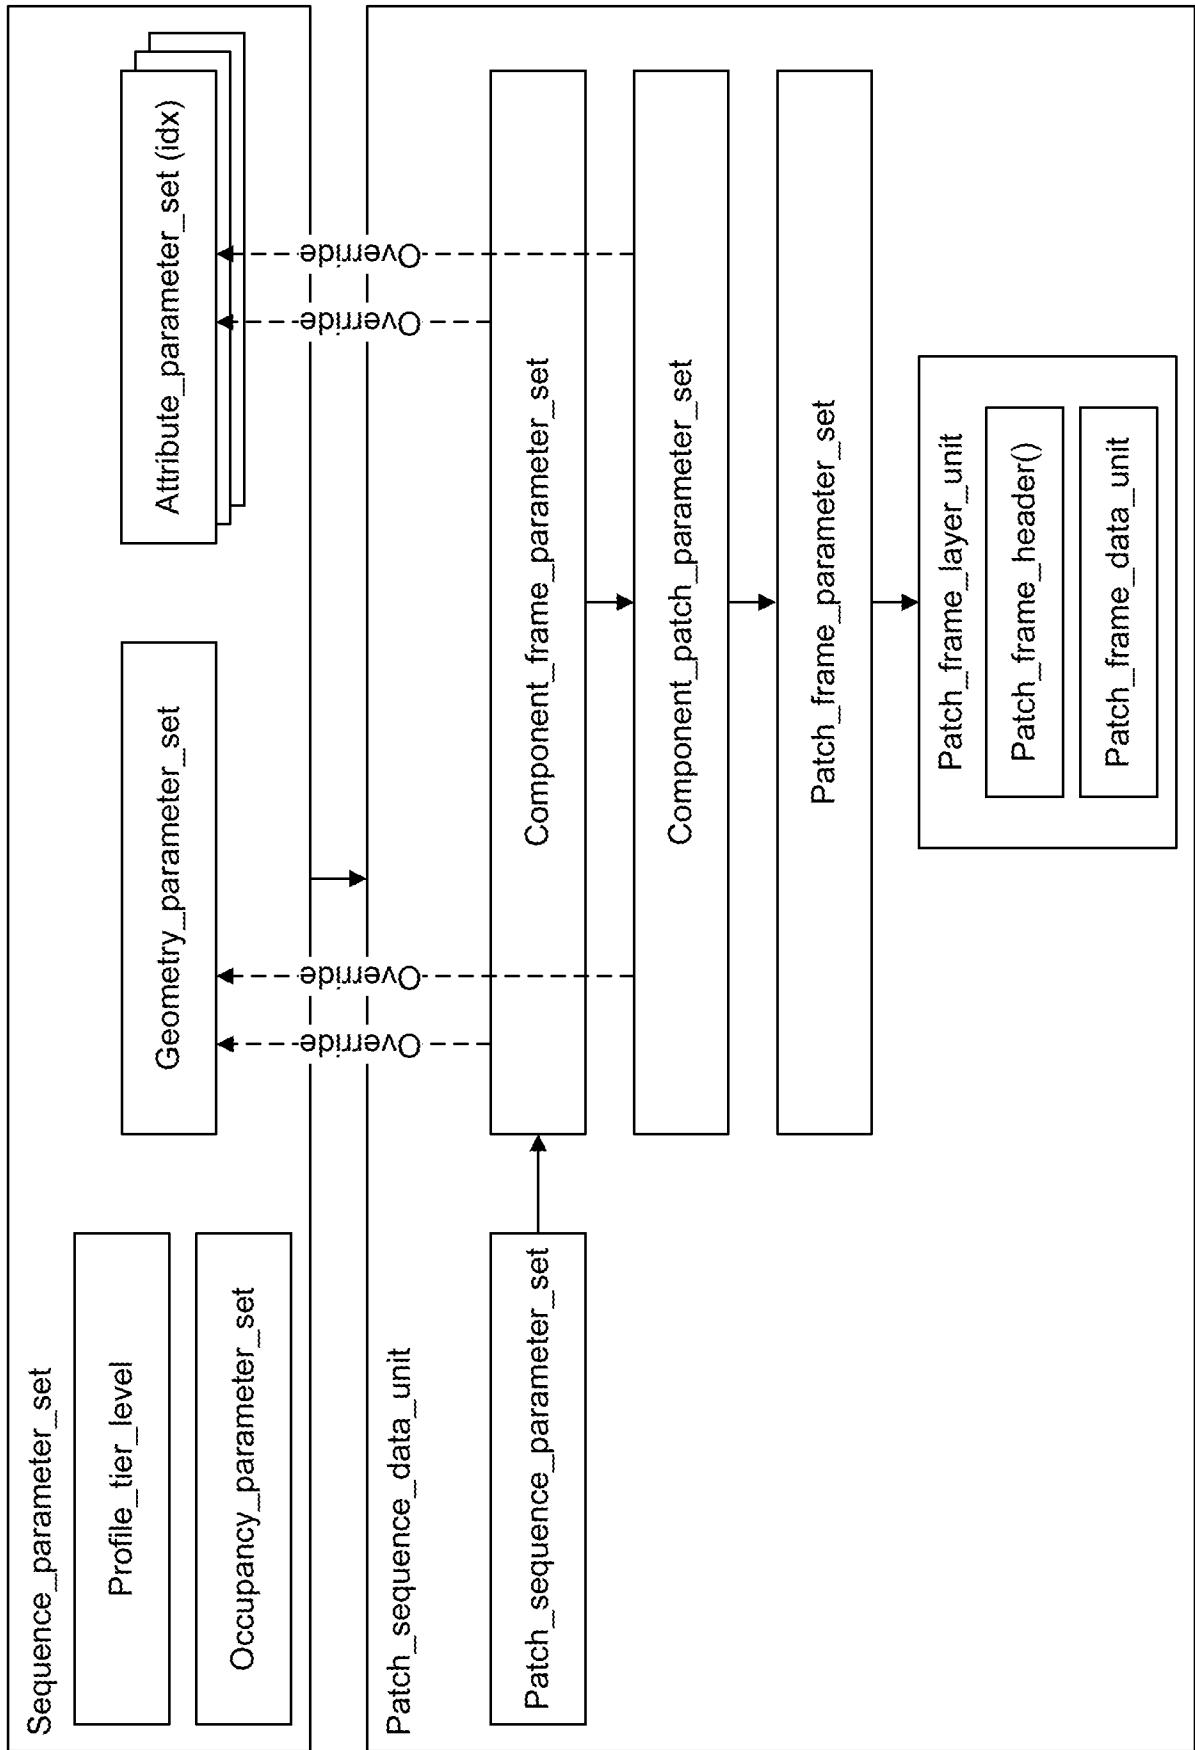 Sequence_parameter_set
Profile_tier_level
Occupancy_parameter_set
Geometry_parameter_set
Attribute_parameter_set (idx)
Override
Override
Override
Override
Patch_sequence_data_unit
Patch_sequence_parameter_set
Component_frame_parameter_set
Component_patch_parameter_set
Patch_frame_parameter_set
Patch_frame_layer_unit
Patch_frame_header()
Patch_frame_data_unit